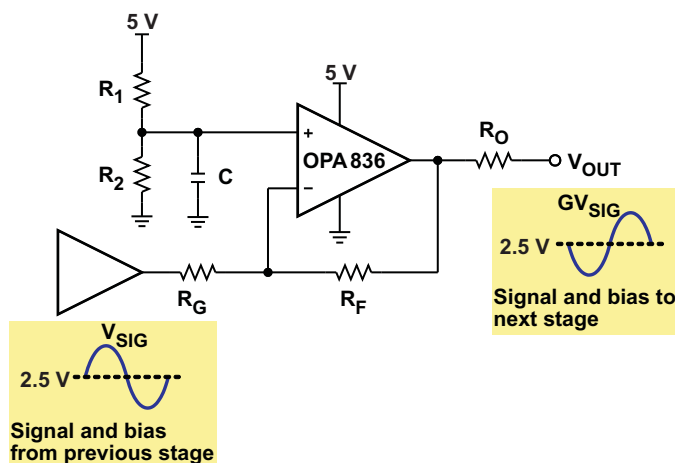 5 V
R1
5 V
+
OPA 836
−
R2
C
RO
VOUT
RG
RF
GVSIG
2.5 V
Signal and bias to
next stage
VSIG
2.5 V
Signal and bias
from previous stage